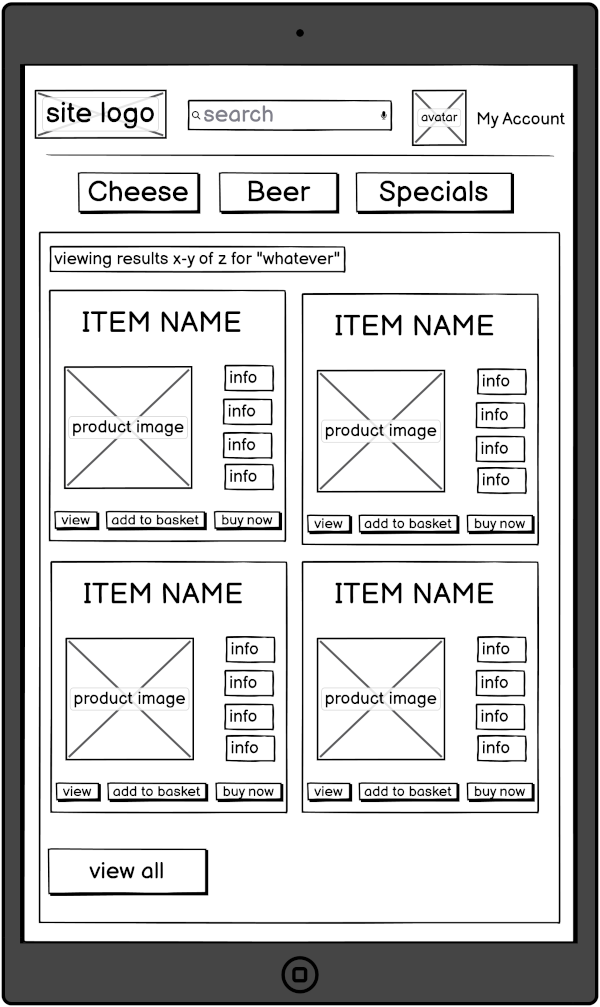 site logo
search
avatar
My Account
Cheese
Beer
Specials
viewing results x-y of z for "whatever"
ITEM NAME
product image
info
info
info
info
view
add to basket
buy now
ITEM NAME
product image
info
info
info
info
view
add to basket
buy now
ITEM NAME
product image
info
info
info
info
view
add to basket
buy now
ITEM NAME
product image
info
info
info
info
view
add to basket
buy now
view all